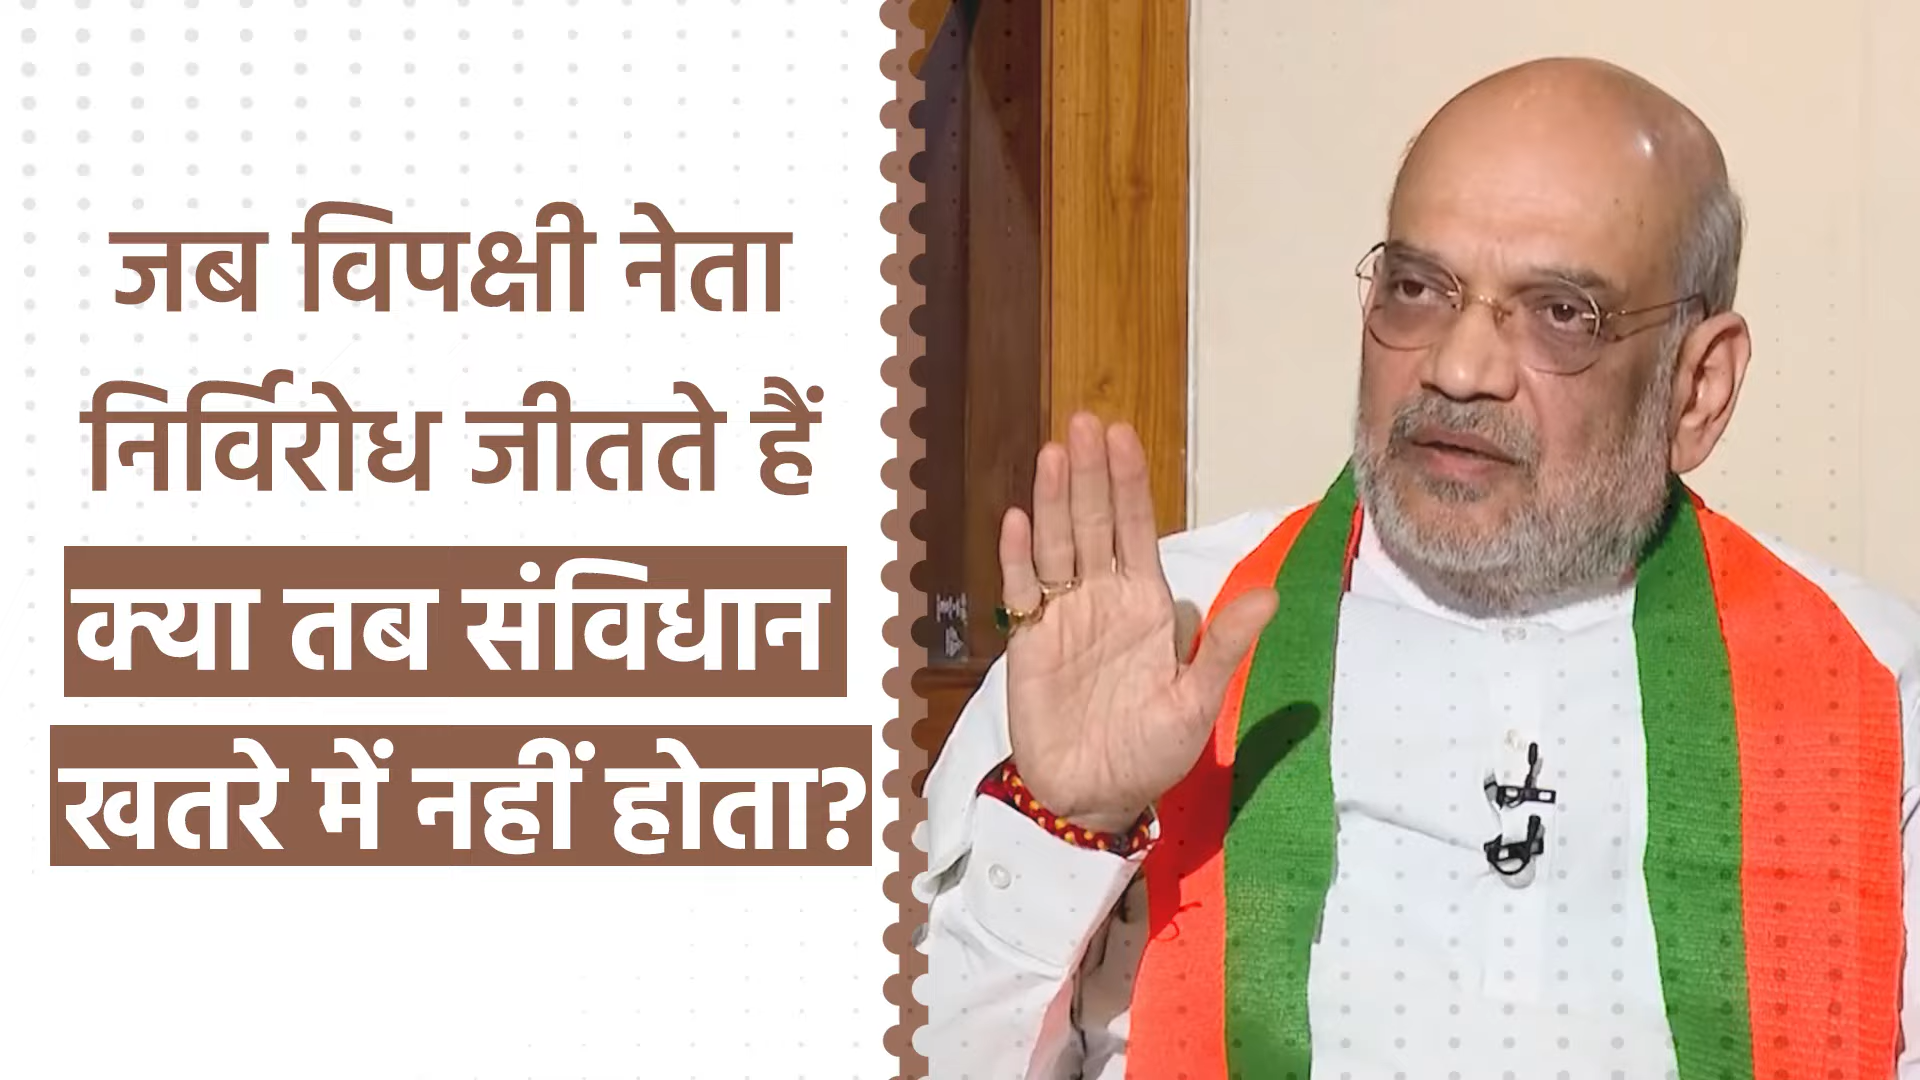 जब विपक्षी नेता
निर्विरोध जीतते हैं
क्या तब संविधान
खतरे में नहीं होता?